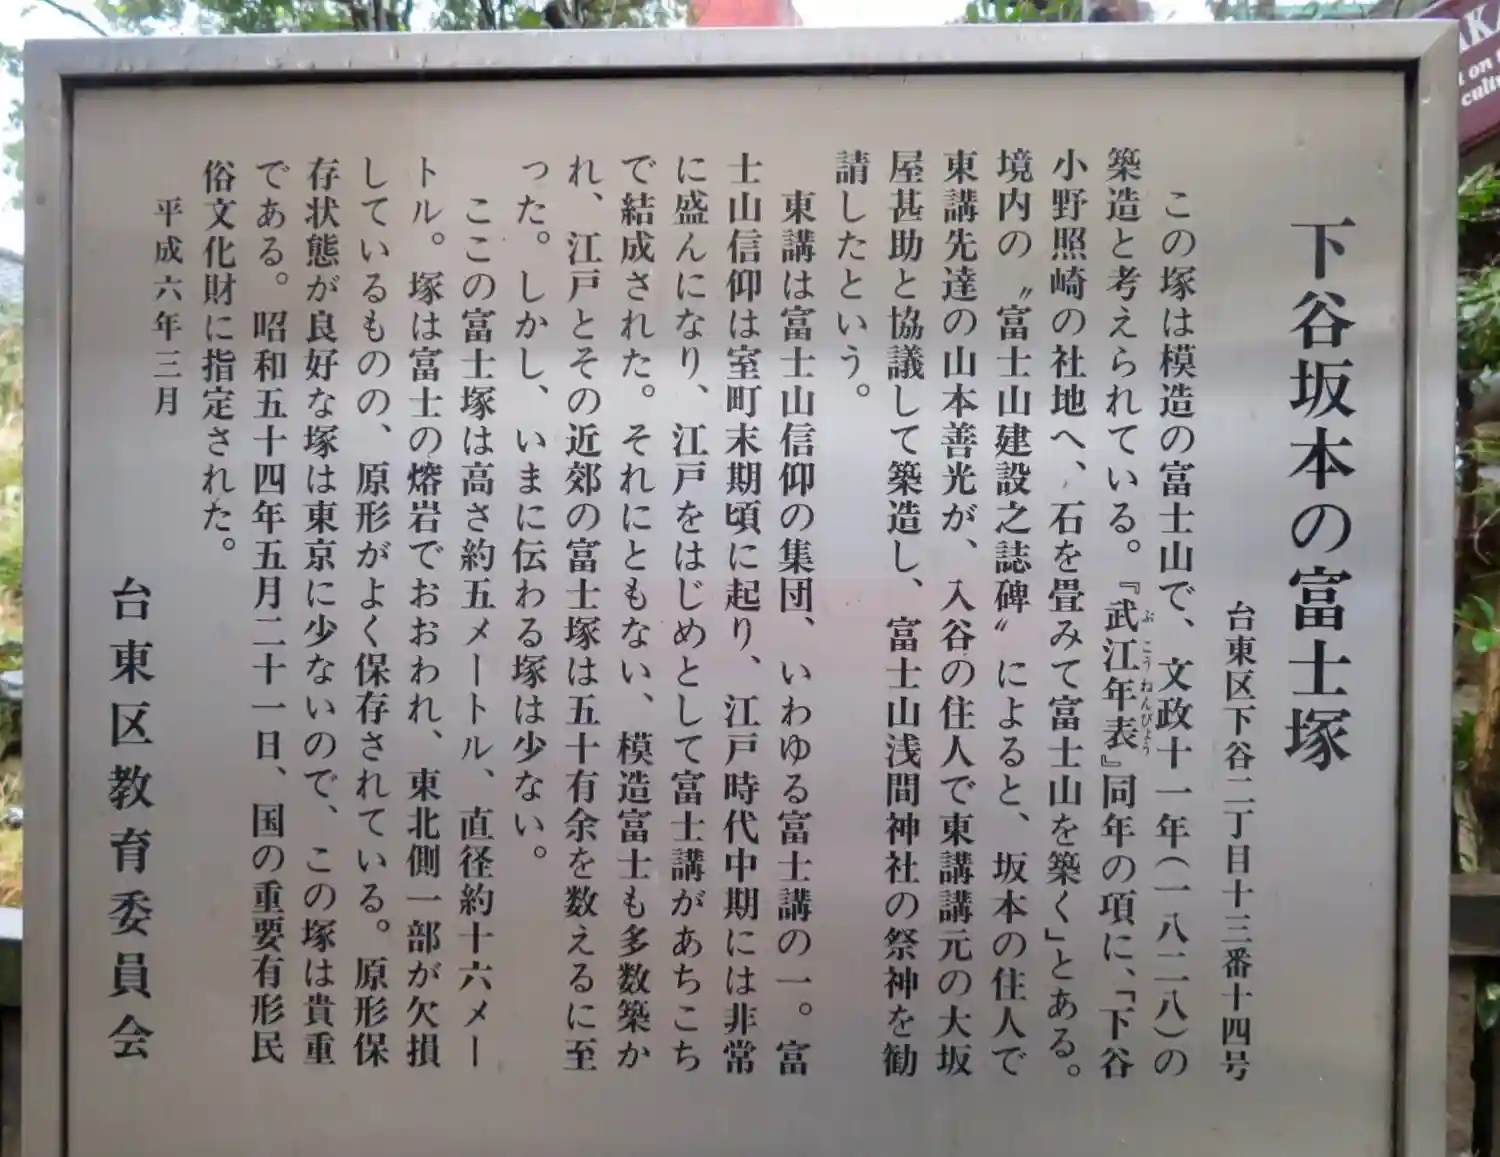 下谷坂本の富士塚
台東区下谷二丁目十三番十四号
この塚は模造の富士山で、文政十一年(一八二八)の
築造と考えられている。『武江年表』同年の項に、「下谷
ぶこうねんぴょう
小野照崎の社地へ、石を畳みて富士山を築く」とある。
境内の〝富士山建設之誌碑〟によると、坂本の住人で
東講先達の山本善光が、入谷の住人で東講講元の大坂
屋甚助と協議して築造し、富士山浅間神社の祭神を勧
請したという。
東講は富士山信仰の集団、いわゆる富士講の一。富
士山信仰は室町末期頃に起り、江戸時代中期には非常
に盛んになり、江戸をはじめとして富士講があちこち
で結成された。それにともない、模造富士も多数築か
れ、江戸とその近郊の富士塚は五十有余を数えるに至
った。しかし、いまに伝わる塚は少ない。
ここの富士塚は高さ約五メートル、直径約十六メー
トル。塚は富士の熔岩でおおわれ、東北側一部が欠損
しているものの、原形がよく保存されている。原形保
存状態が良好な塚は東京に少ないので、この塚は貴重
である。昭和五十四年五月二十一日、国の重要有形民
俗文化財に指定された。
平成六年三月
台東区教育委員会